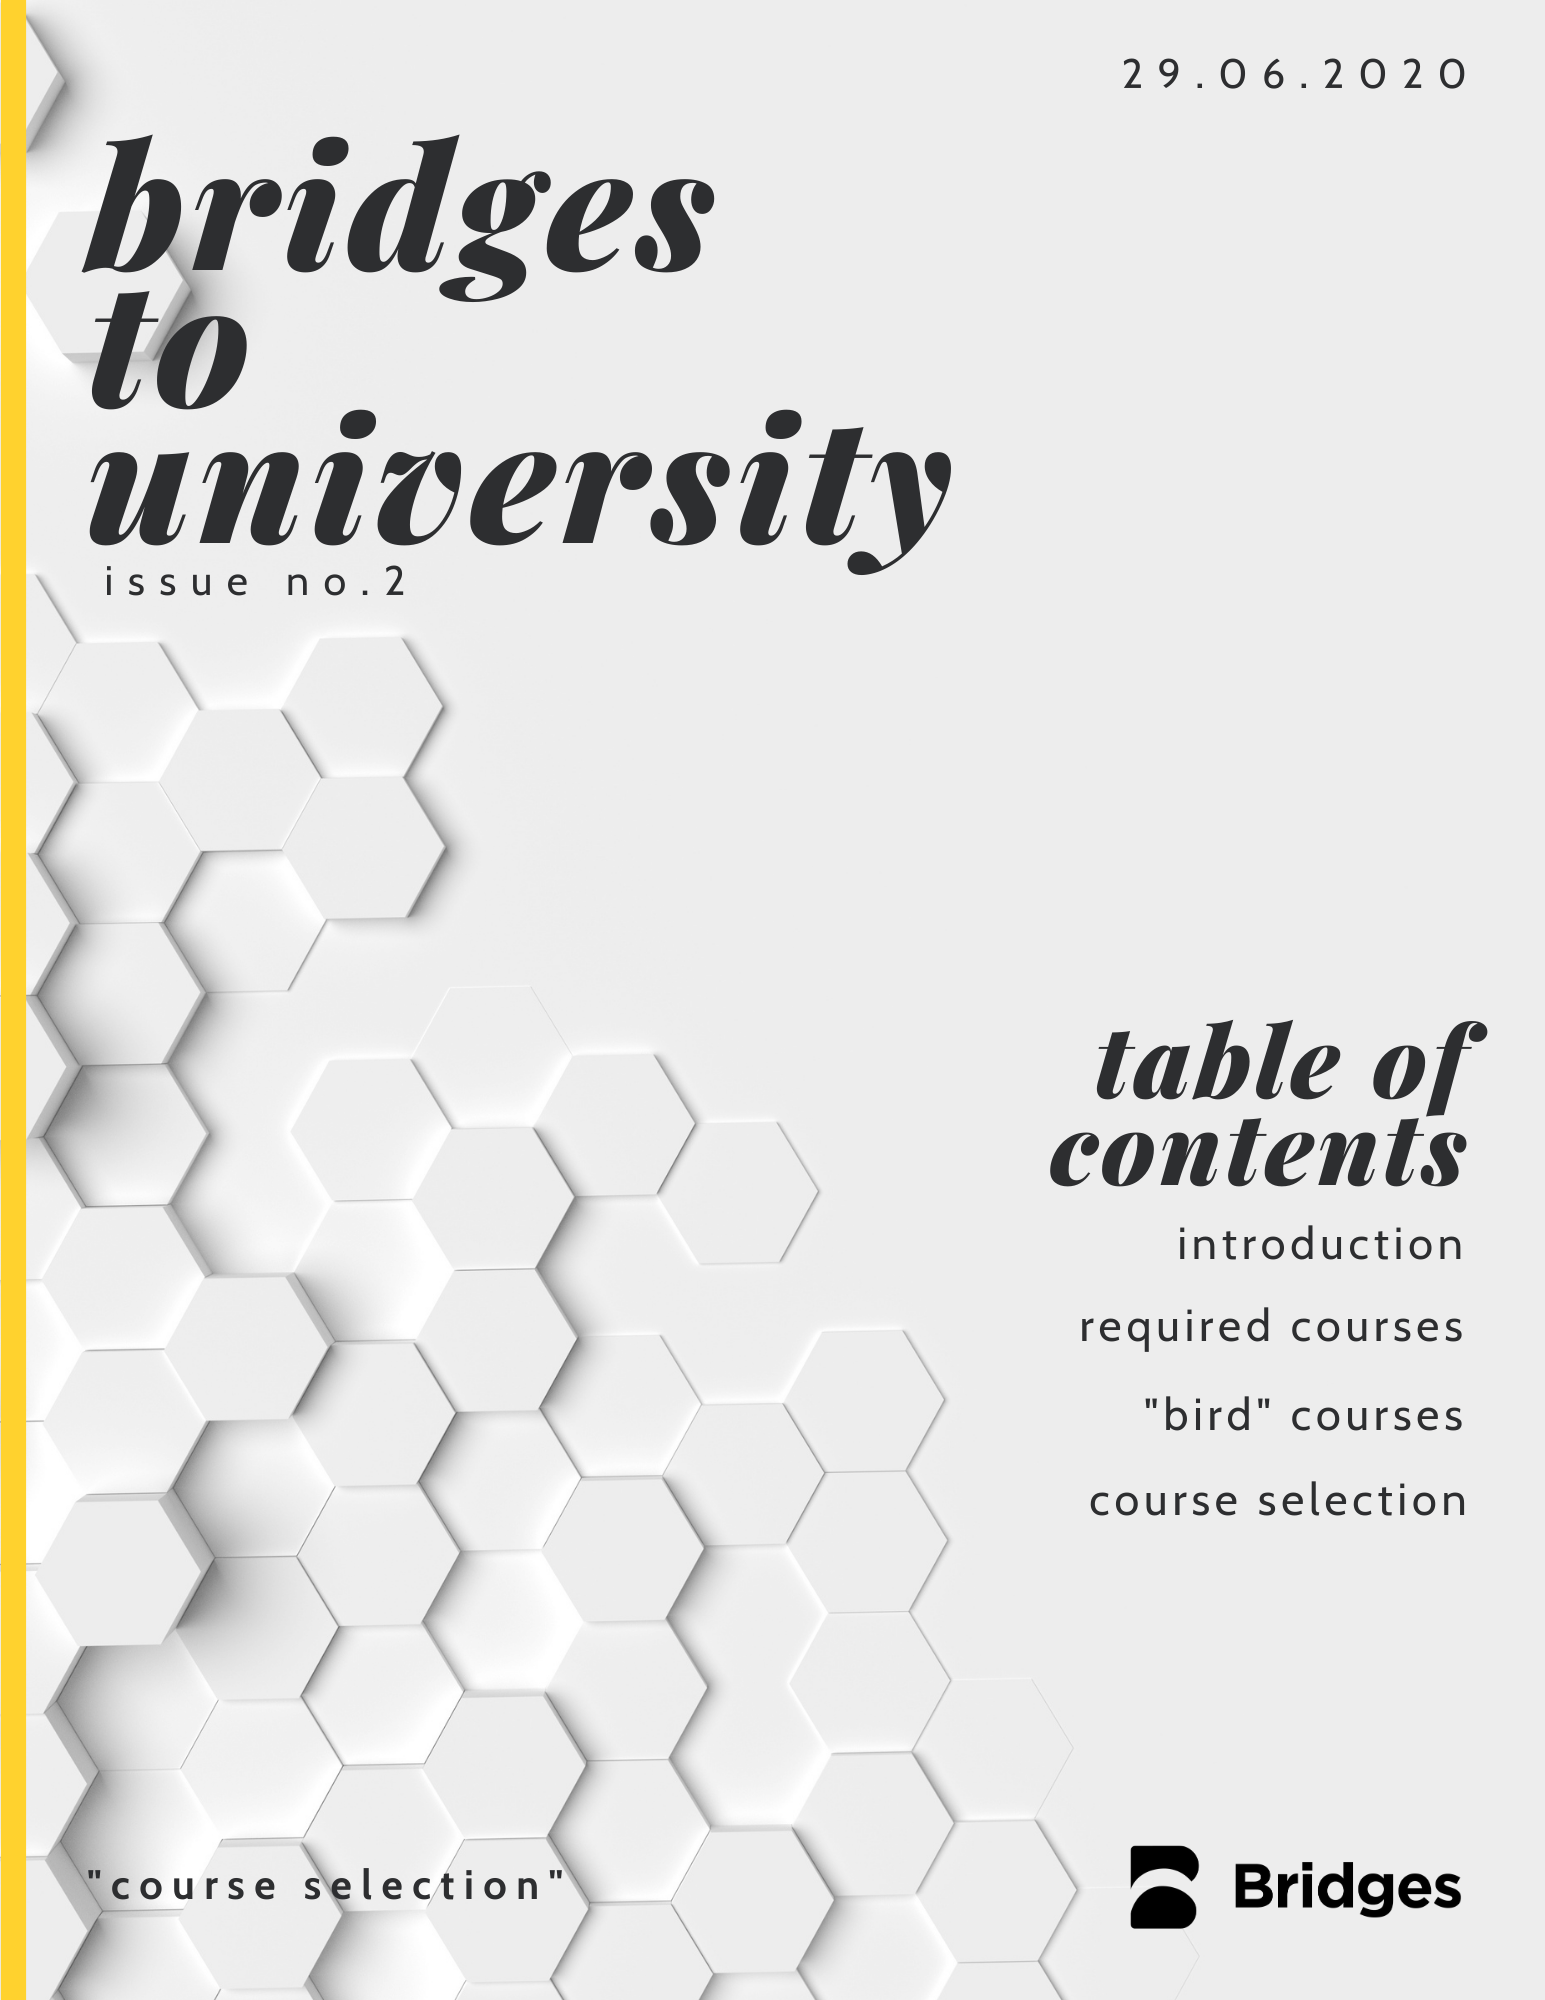 29.06.2020
bridges
to
university
issue no.2
table of
contents
introduction
required courses
"bird" courses
course selection
"course selection"
Bridges